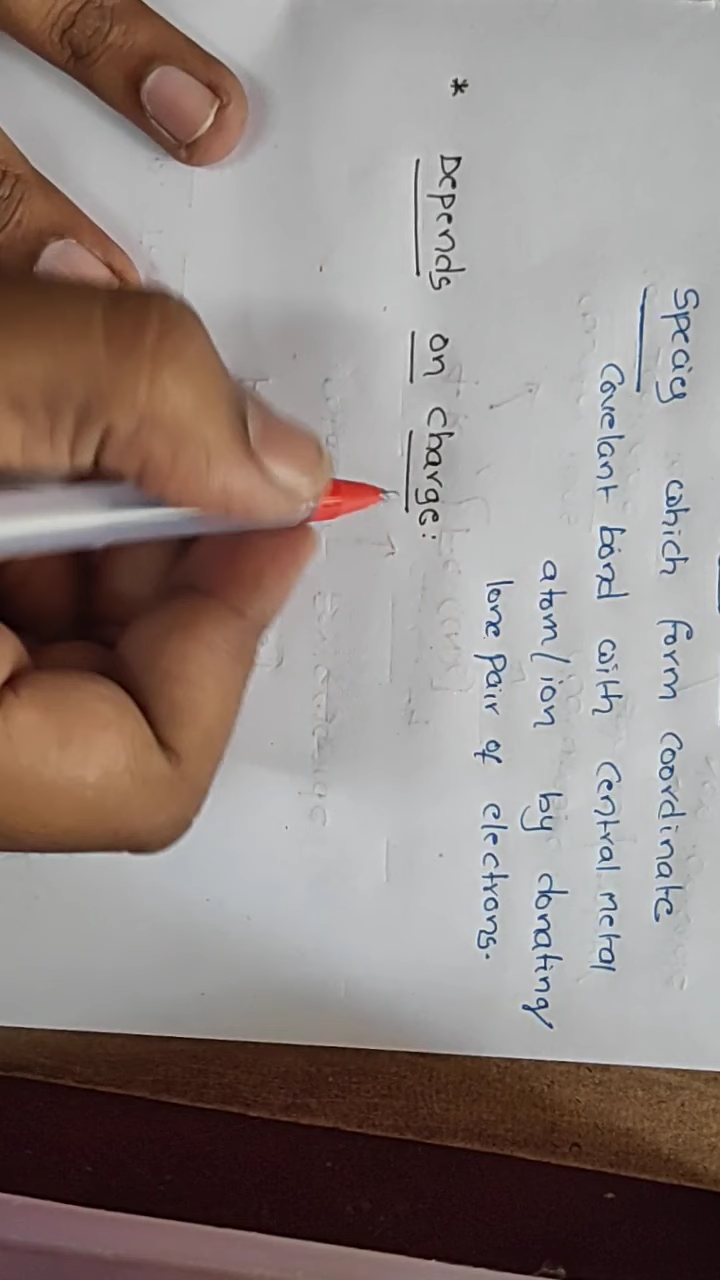 Species which form coordinate
Covelant bond with central metal
atom/ion by donating
lone pair of electrons.
* Depends on charge: